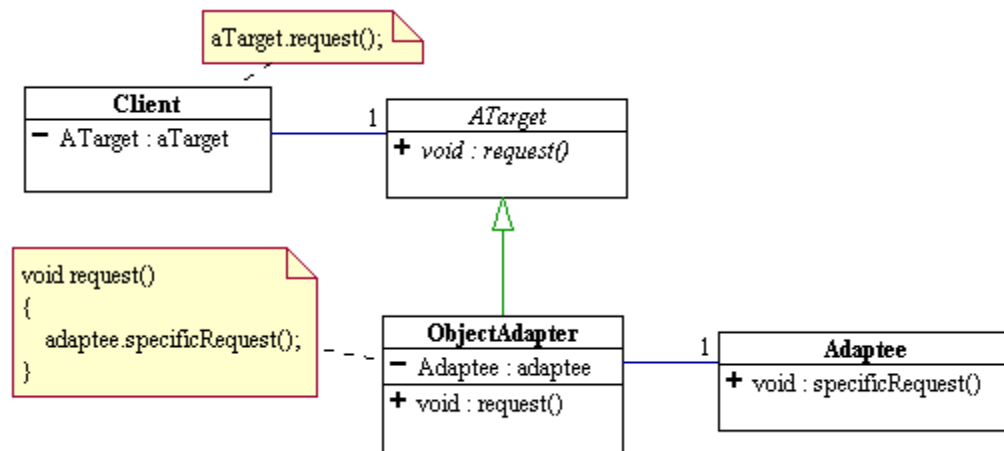 aTarget.request();
Client
− ATarget : aTarget
1
ATarget
+ void : request()
void request()
{
adaptee.specificRequest();
}
ObjectAdapter
− Adaptee : adaptee
+ void : request()
1
Adaptee
+ void : specificRequest()